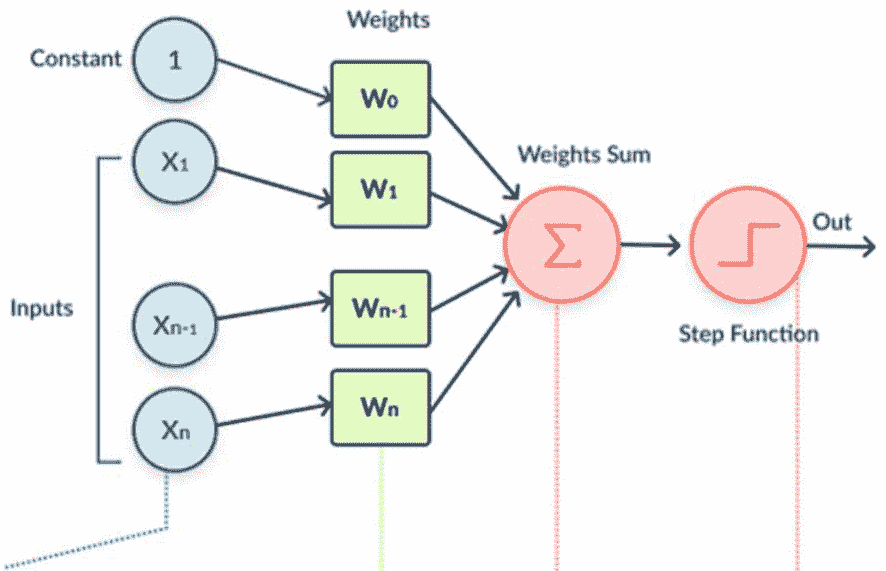 Weights
Constant
1
W0
X1
W1
Weights Sum
Σ
Out
Inputs
Xn-1
Wn-1
Step Function
Xn
Wn